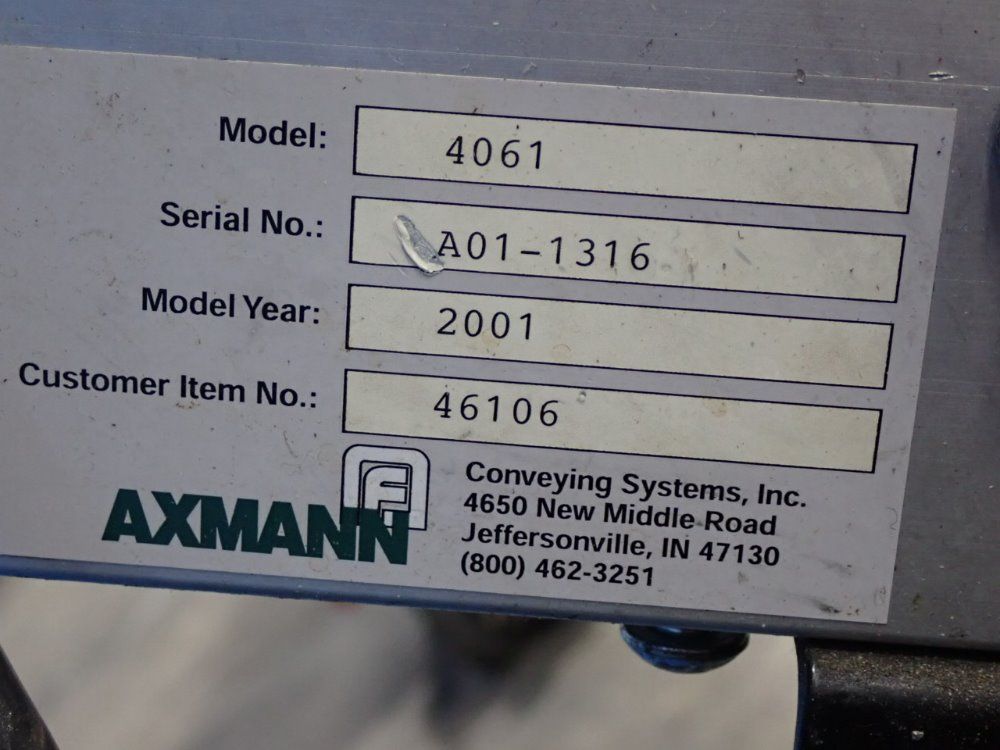 Model: 4061
Serial No.: A01-1316
Model Year: 2001
Customer Item No.: 46106
AXMANN
Conveying Systems, Inc.
4650 New Middle Road
Jeffersonville, IN 47130
(800) 462-3251